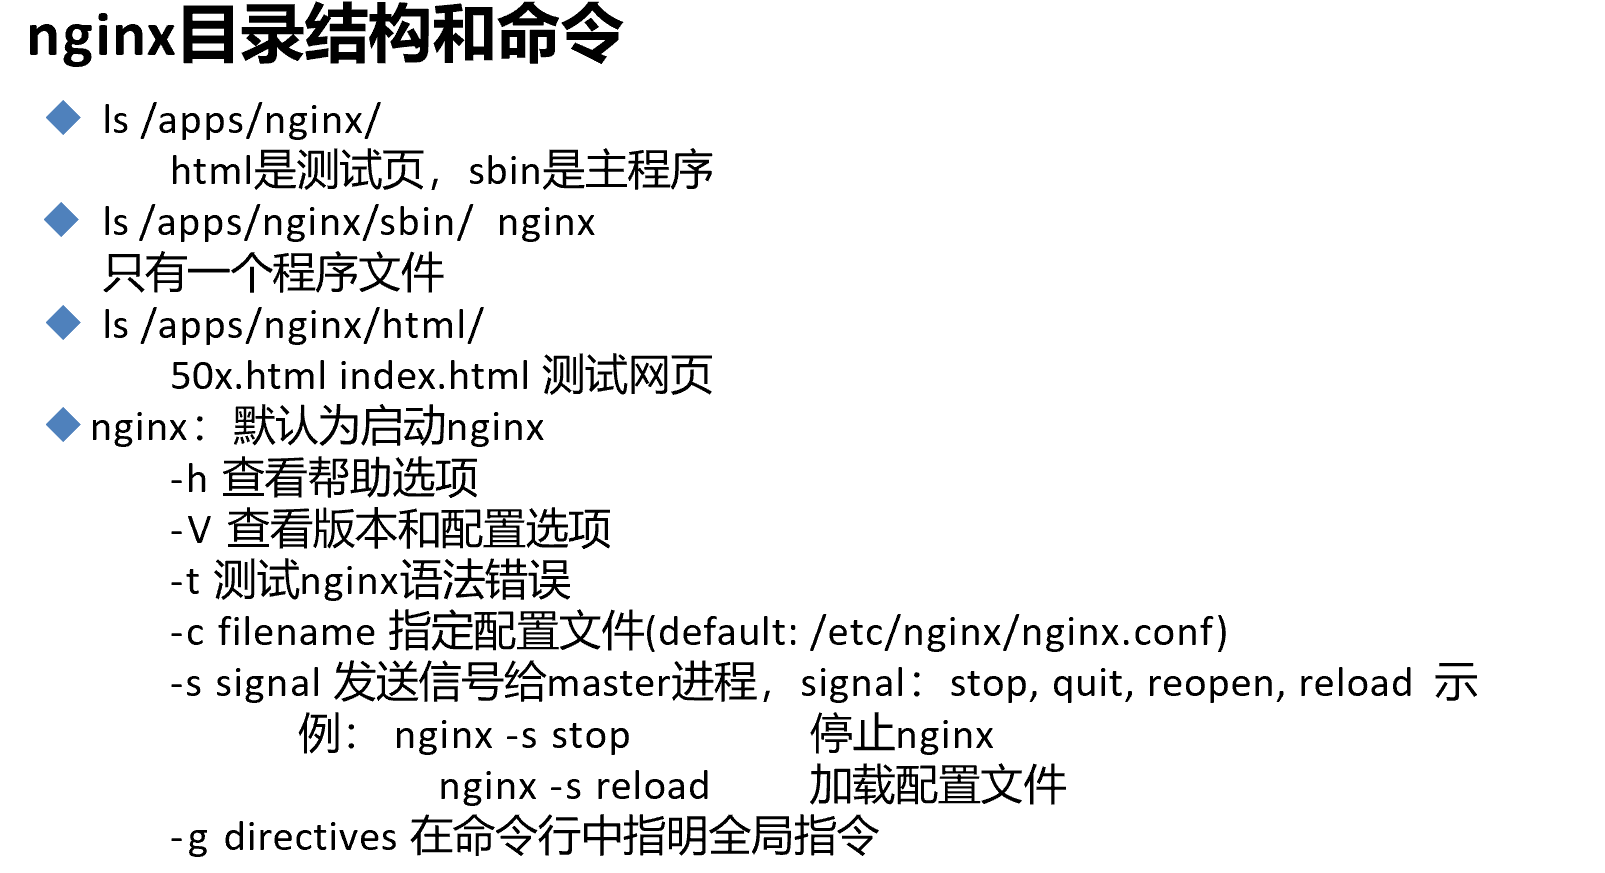 nginx目录结构和命令
ls /apps/nginx/
html是测试页，sbin是主程序
ls /apps/nginx/sbin/ nginx
只有一个程序文件
ls /apps/nginx/html/
50x.html index.html 测试网页
nginx：默认为启动nginx
-h 查看帮助选项
-V 查看版本和配置选项
-t 测试nginx语法错误
-c filename 指定配置文件(default: /etc/nginx/nginx.conf)
-s signal 发送信号给master进程，signal：stop, quit, reopen, reload 示
例： nginx -s stop 停止nginx
nginx -s reload 加载配置文件
-g directives 在命令行中指明全局指令